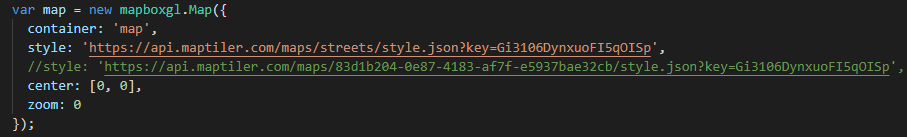 var map = new mapboxgl.Map({
container: 'map',
style: 'https://api.maptiler.com/maps/streets/style.json?key=Gi3106DynxuoFI5qOISp',
//style: 'https://api.maptiler.com/maps/83d1b204-0e87-4183-af7f-e5937bae32cb/style.json?key=Gi3106DynxuoFI5qOISp',
center: [0, 0],
zoom: 0
});